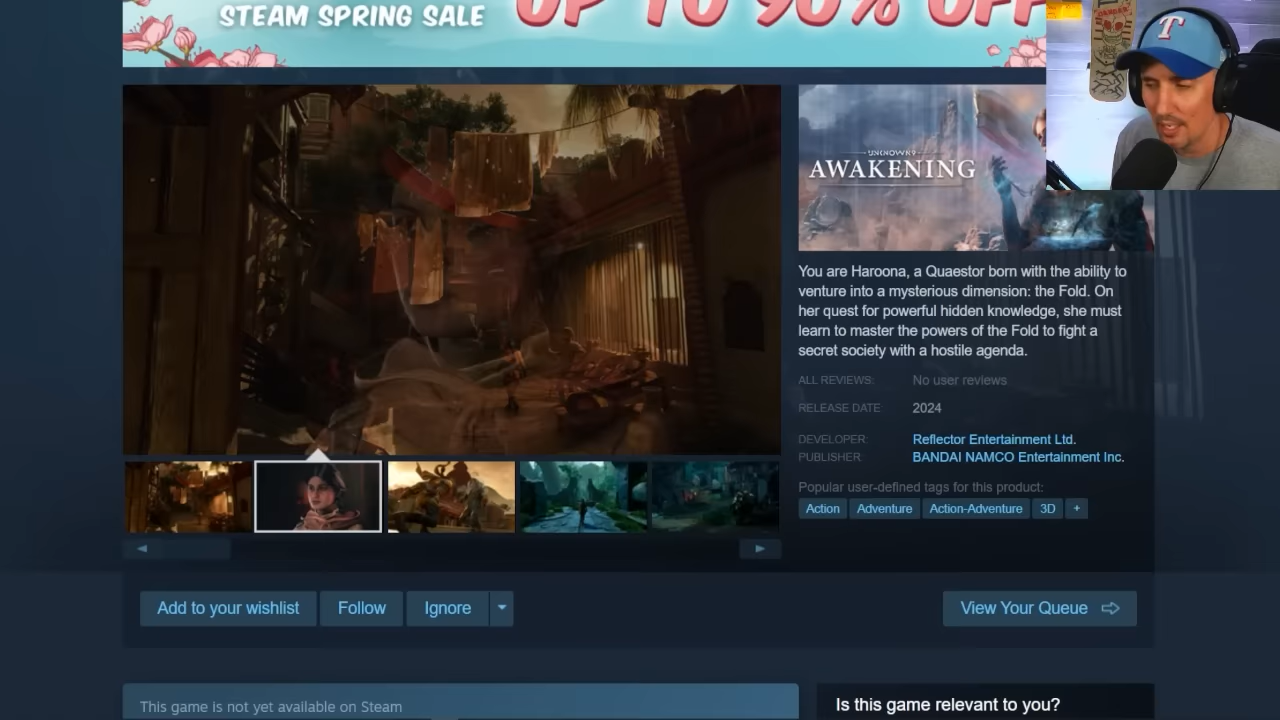 STEAM SPRING SALE
UP TO 90% OFF
T
UNKNOWN9
AWAKENING
You are Haroona, a Quaestor born with the ability to
venture into a mysterious dimension: the Fold. On
her quest for powerful hidden knowledge, she must
learn to master the powers of the Fold to fight a
secret society with a hostile agenda.
ALL REVIEWS: No user reviews
RELEASE DATE 2024
DEVELOPER: Reflector Entertainment Ltd.
PUBLISHER: BANDAI NAMCO Entertainment Inc.
Popular user-defined tags for this product:
Action Adventure Action-Adventure 3D +
Add to your wishlist Follow Ignore View Your Queue
This game is not yet available on Steam
Is this game relevant to you?